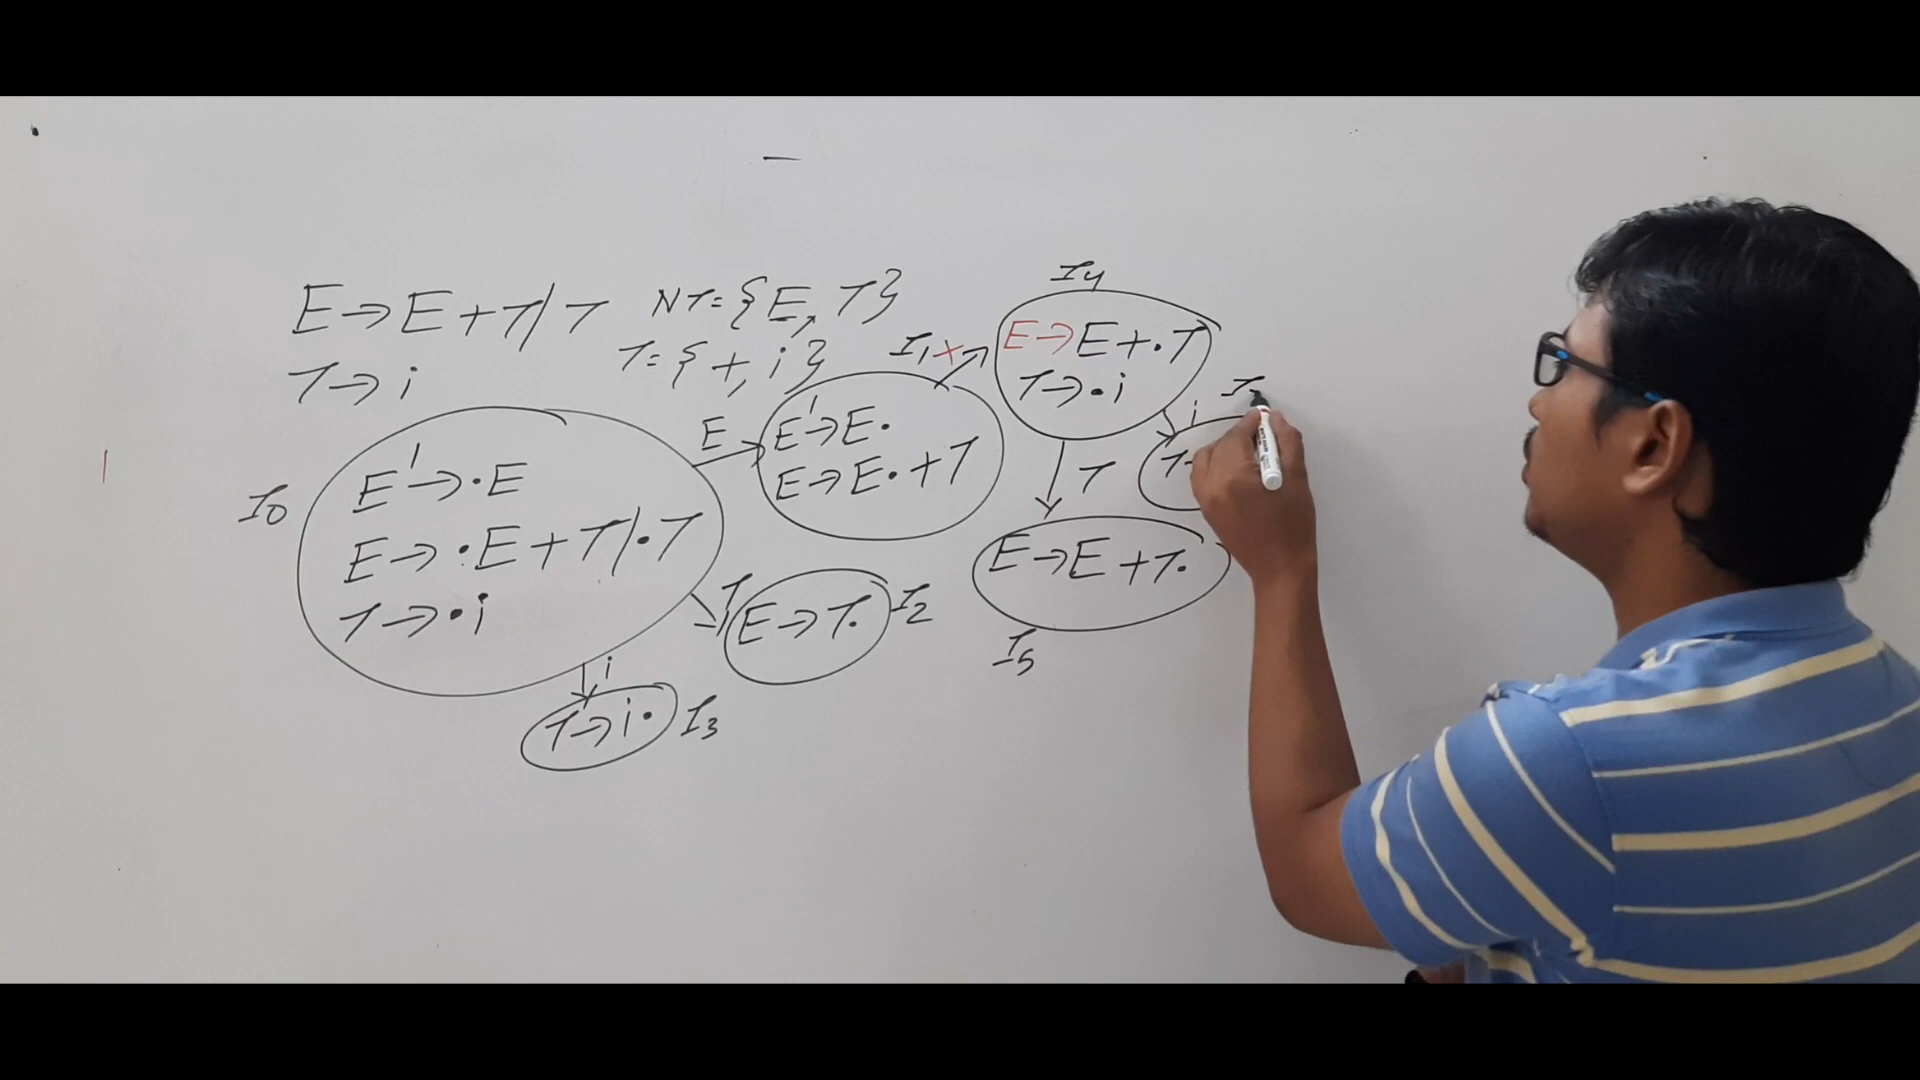 E→E+T/T
T→i
NT={E,T}
T={+,i}
I0
E'→.E
E→.E+T/.T
T→.i
E
I1
E'→E.
E→E.+T
T
E→T.
I2
i
T→i.
I3
+
I4
E→E+.T
T→.i
T
E→E+T.
I5
i